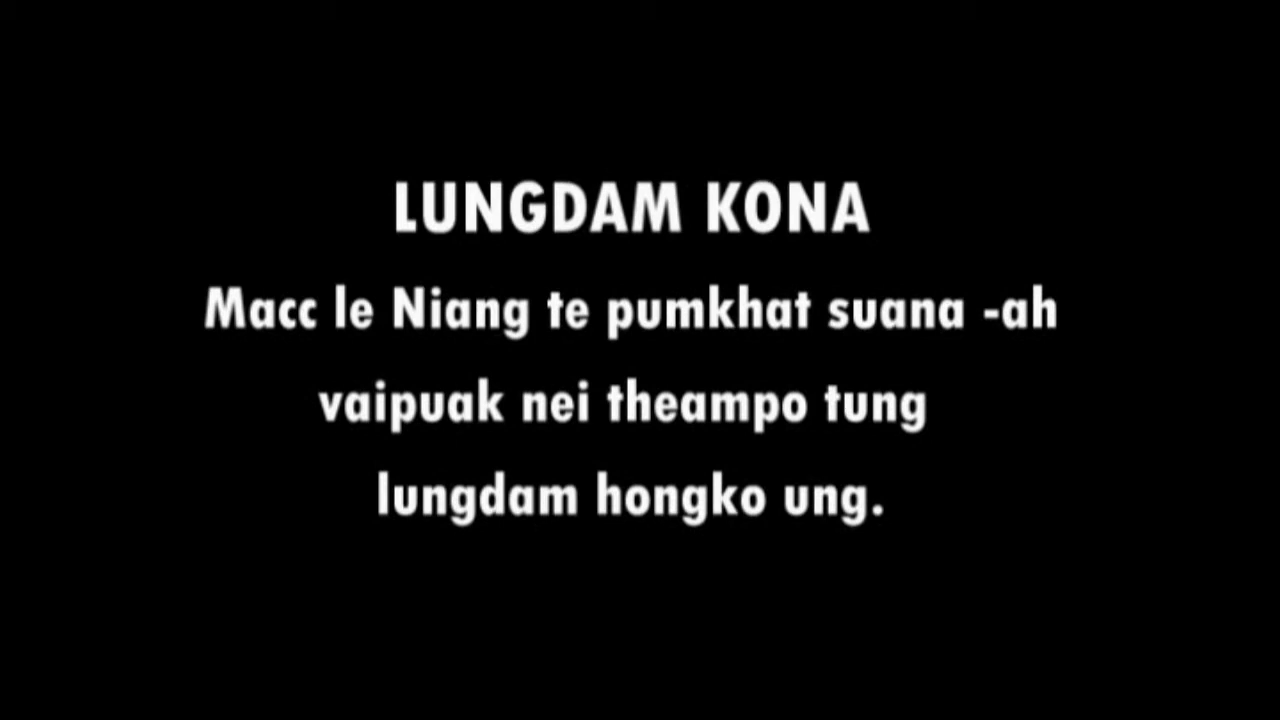 LUNGDAM KONA
Macc le Niang te pumkhat suana -ah
vaipuak nei theampo tung
lungdam hongko ung.